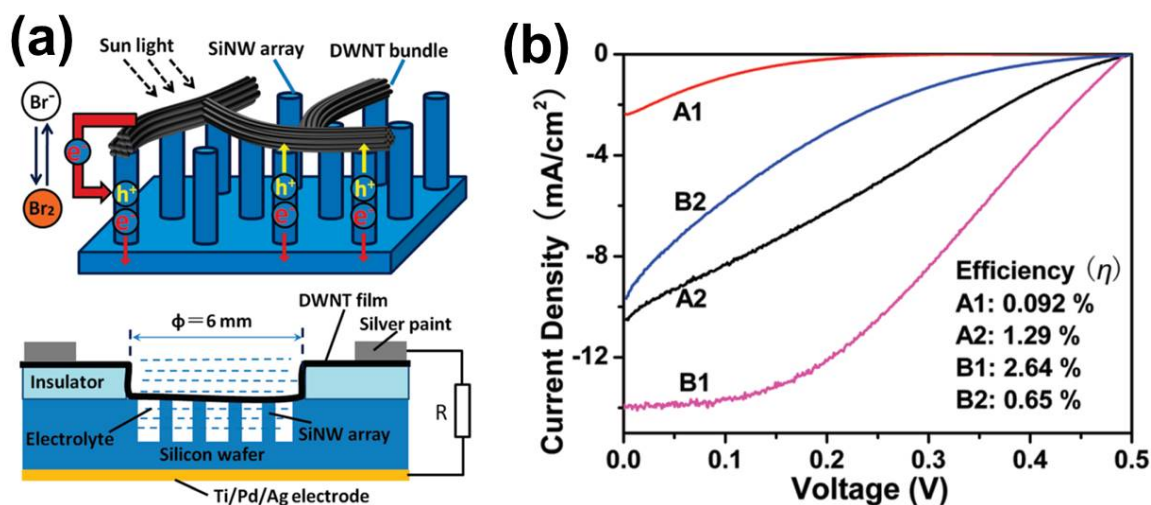 (a)
Sun light
SiNW array
DWNT bundle
Br⁻
Br₂
e⁻
h⁺
e⁻
h⁺
e⁻
h⁺
e⁻
DWNT film
Silver paint
ϕ=6 mm
Insulator
R
Electrolyte
SiNW array
Silicon wafer
Ti/Pd/Ag electrode
(b)
Current Density (mA/cm²)
0
-4
-8
-12
A1
B2
A2
B1
Efficiency (η)
A1: 0.092 %
A2: 1.29 %
B1: 2.64 %
B2: 0.65 %
0.0
0.1
0.2
0.3
0.4
0.5
Voltage (V)